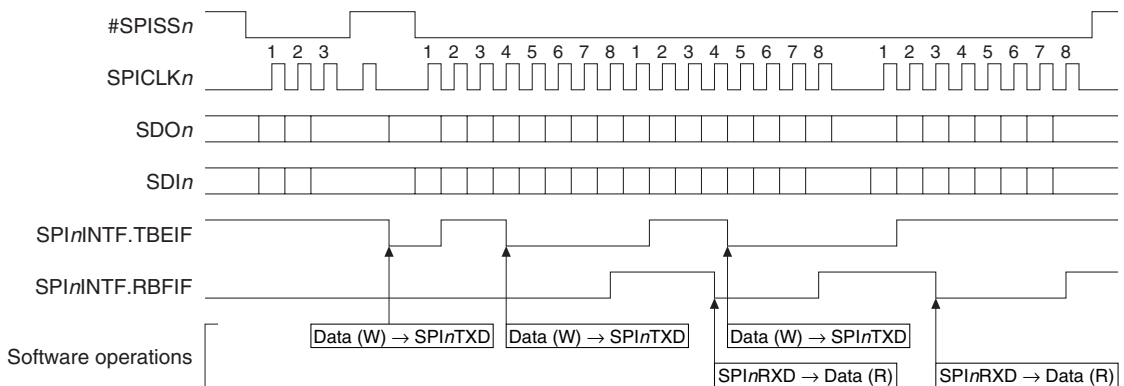 #SPISSn
1 2 3 1 2 3 4 5 6 7 8 1 2 3 4 5 6 7 8 1 2 3 4 5 6 7 8
SPICLKn
SDOn
SDIn
SPInINTF.TBEIF
SPInINTF.RBFIF
Data (W) → SPInTXD Data (W) → SPInTXD Data (W) → SPInTXD
Software operations
SPInRXD → Data (R) SPInRXD → Data (R)